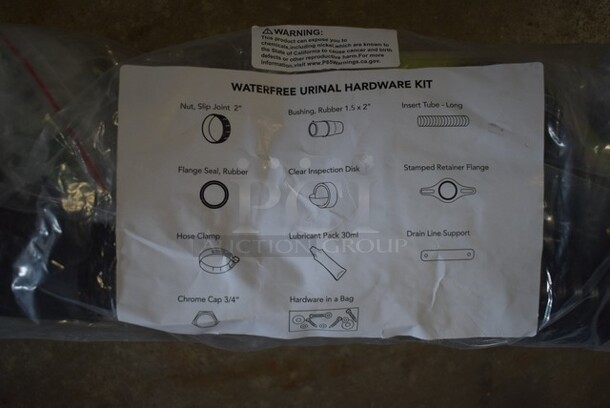 WARNING:
This product can expose you to
chemicals,including nickel,which are known to
the State of California to cause cancer and birth
defects or other reproductive harm.For more
information,visit www.P65Warnings.ca.gov.
WATERFREE URINAL HARDWARE KIT
Nut, Slip Joint 2"
Bushing, Rubber 1.5 x 2"
Insert Tube - Long
Flange Seal, Rubber
Clear Inspection Disk
Stamped Retainer Flange
Hose Clamp
Lubricant Pack 30ml
Drain Line Support
AUCTION GROUP
Chrome Cap 3/4"
Hardware in a Bag